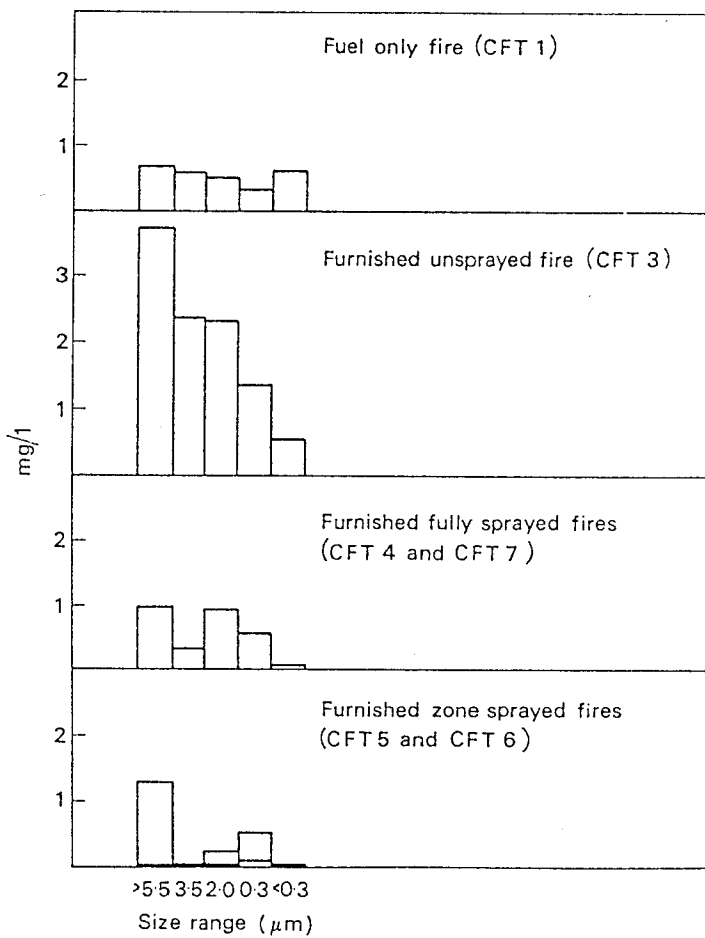 Fuel only fire (CFT 1)
2
1
Furnished unsprayed fire (CFT 3)
3
2
1
mg/1
Furnished fully sprayed fires
(CFT 4 and CFT 7)
2
1
Furnished zone sprayed fires
(CFT5 and CFT 6)
2
1
>5·5 3·5 2·0 0·3 <0·3
Size range (μm)